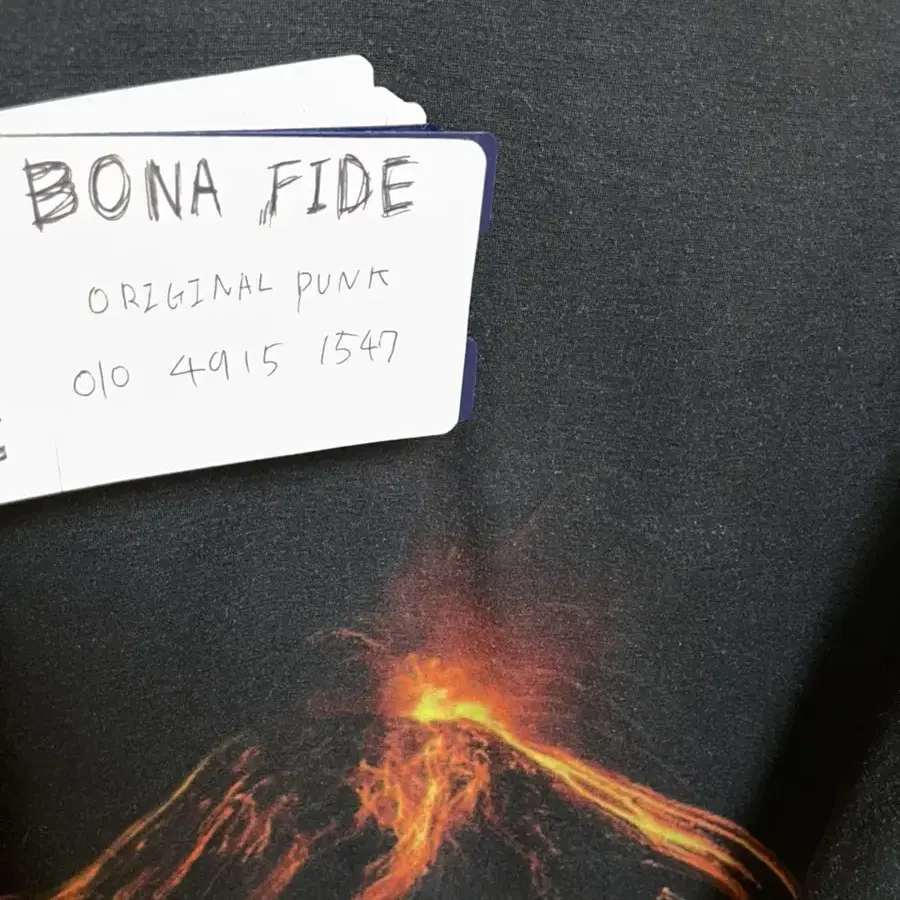 BONA FIDE
ORIGINAL PUNK
010 4915 1547